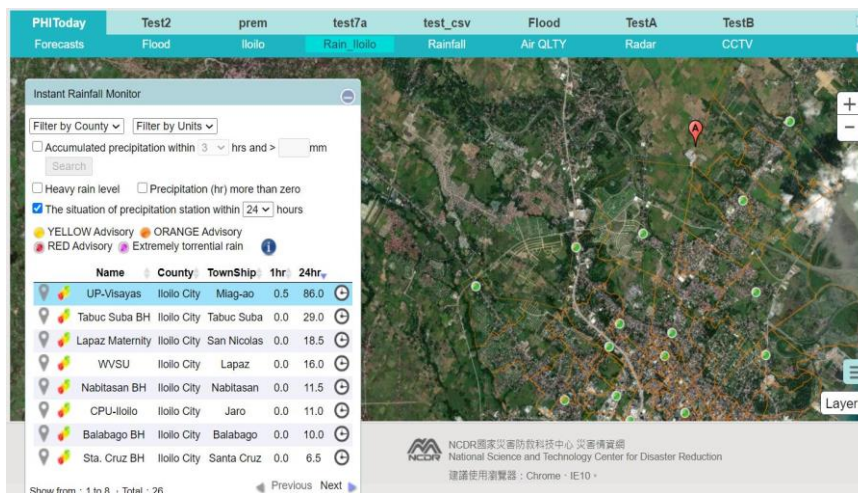 PHIToday Test2 prem test7a test_csv Flood TestA TestB
Forecasts Flood Iloilo Rain_Iloilo Rainfall Air QLTY Radar CCTV
Instant Rainfall Monitor
Filter by County Filter by Units
Accumulated precipitation within 3 hrs and > mm
Search
Heavy rain level Precipitation (hr) more than zero
The situation of precipitation station within 24 hours
YELLOW Advisory ORANGE Advisory
RED Advisory Extremely torrential rain i
Name County TownShip 1hr 24hr
UP-Visayas Iloilo City Miag-ao 0.5 86.0
Tabuc Suba BH Iloilo City Tabuc Suba 0.0 29.0
Lapaz Maternity Iloilo City San Nicolas 0.0 18.5
WVSU Iloilo City Lapaz 0.0 16.0
Nabitasan BH Iloilo City Nabitasan 0.0 11.5
CPU-Iloilo Iloilo City Jaro 0.0 11.0
Balabago BH Iloilo City Balabago 0.0 10.0
Sta. Cruz BH Iloilo City Santa Cruz 0.0 6.5
Show from : 1 to 8 , Total : 26 Previous Next
A
+
−
Layer
NCDR
NCDR國家災害防救科技中心 災害情資網
National Science and Technology Center for Disaster Reduction
建議使用瀏覽器：Chrome、IE10。